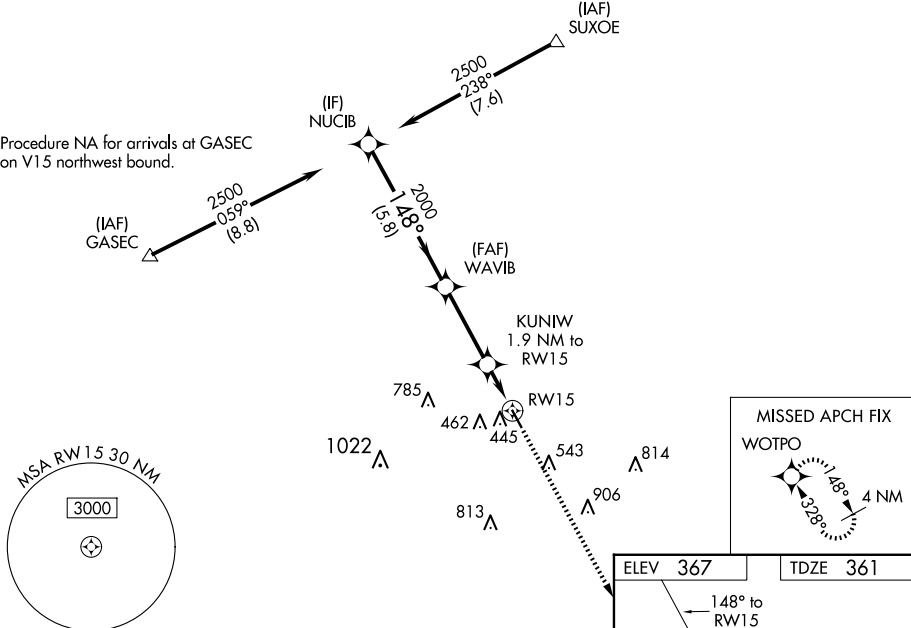 (IAF)
SUXOE
2500
238°
(7.6)
(IF)
NUCIB
Procedure NA for arrivals at GASEC
on V15 northwest bound.
2500
059°
(8.8)
(IAF)
GASEC
2000
148°
(5.8)
(FAF)
WAVIB
KUNIW
1.9 NM to
RW15
RW15
785
462
445
1022
543
814
906
813
MSA RW15 30 NM
3000
MISSED APCH FIX
WOTPO
148°
328°
4 NM
ELEV 367
TDZE 361
148° to
RW15